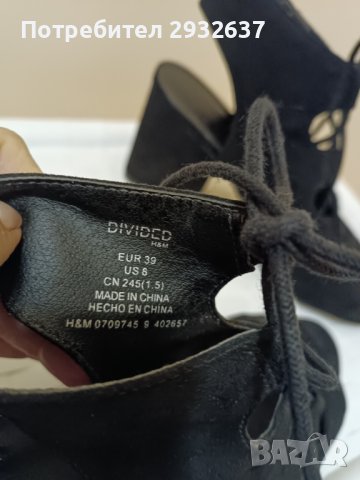 Потребител 2932637
DIVIDED
H&M
EUR 39
US 8
CN 245(1.5)
MADE IN CHINA
HECHO EN CHINA
H&M 0709745 9 402657
BAZAR